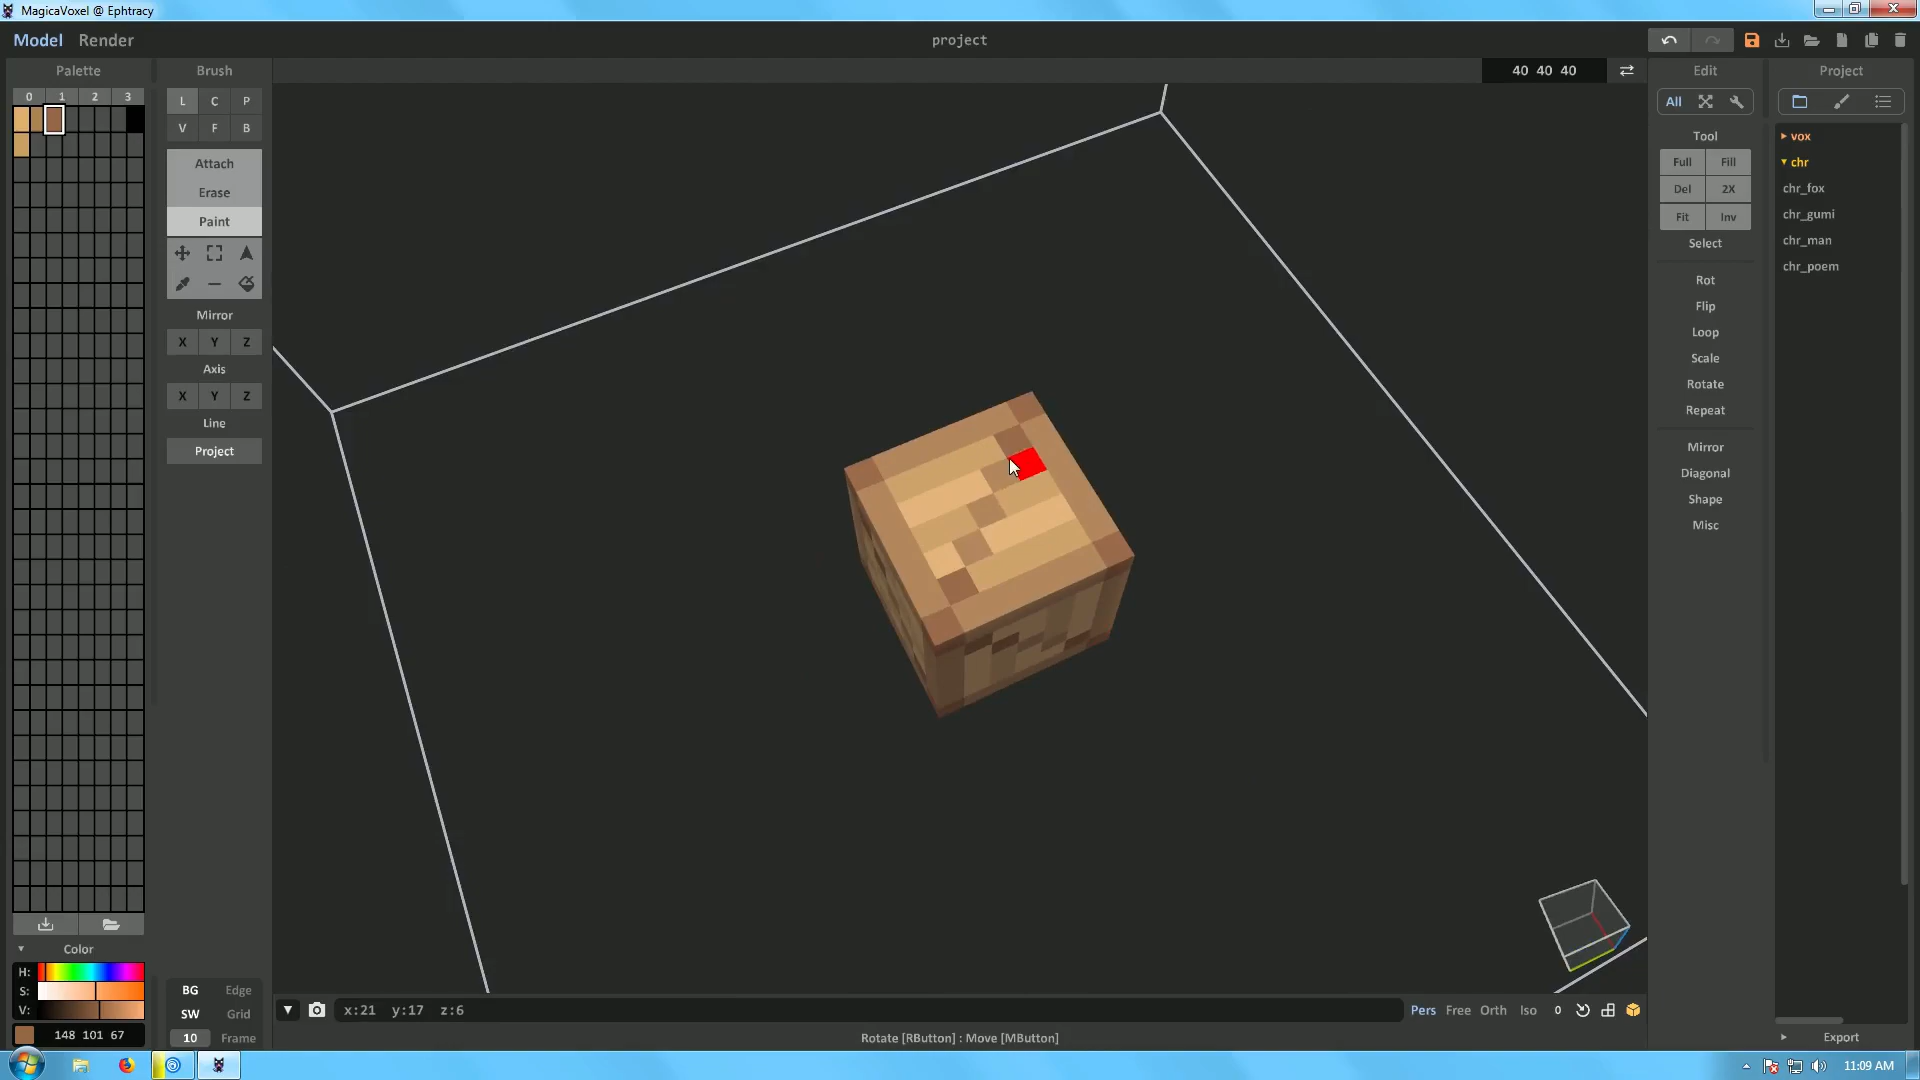 MagicaVoxel @ Ephtracy
Model Render
project
Palette
Brush
40 40 40
Edit
Project
0 1 2 3
L C P
V F B
All
Attach
Erase
Paint
Tool
Full Fill
Del 2X
Fit Inv
Select
vox
chr
chr_fox
chr_gumi
chr_man
chr_poem
Mirror
X Y Z
Axis
X Y Z
Line
Project
Rot
Flip
Loop
Scale
Rotate
Repeat
Mirror
Diagonal
Shape
Misc
Color
H:
S:
V:
148 101 67
BG Edge
SW Grid
10 Frame
x:21 y:17 z:6
Pers Free Orth Iso 0
Rotate [RButton] : Move [MButton]
Export
11:09 AM